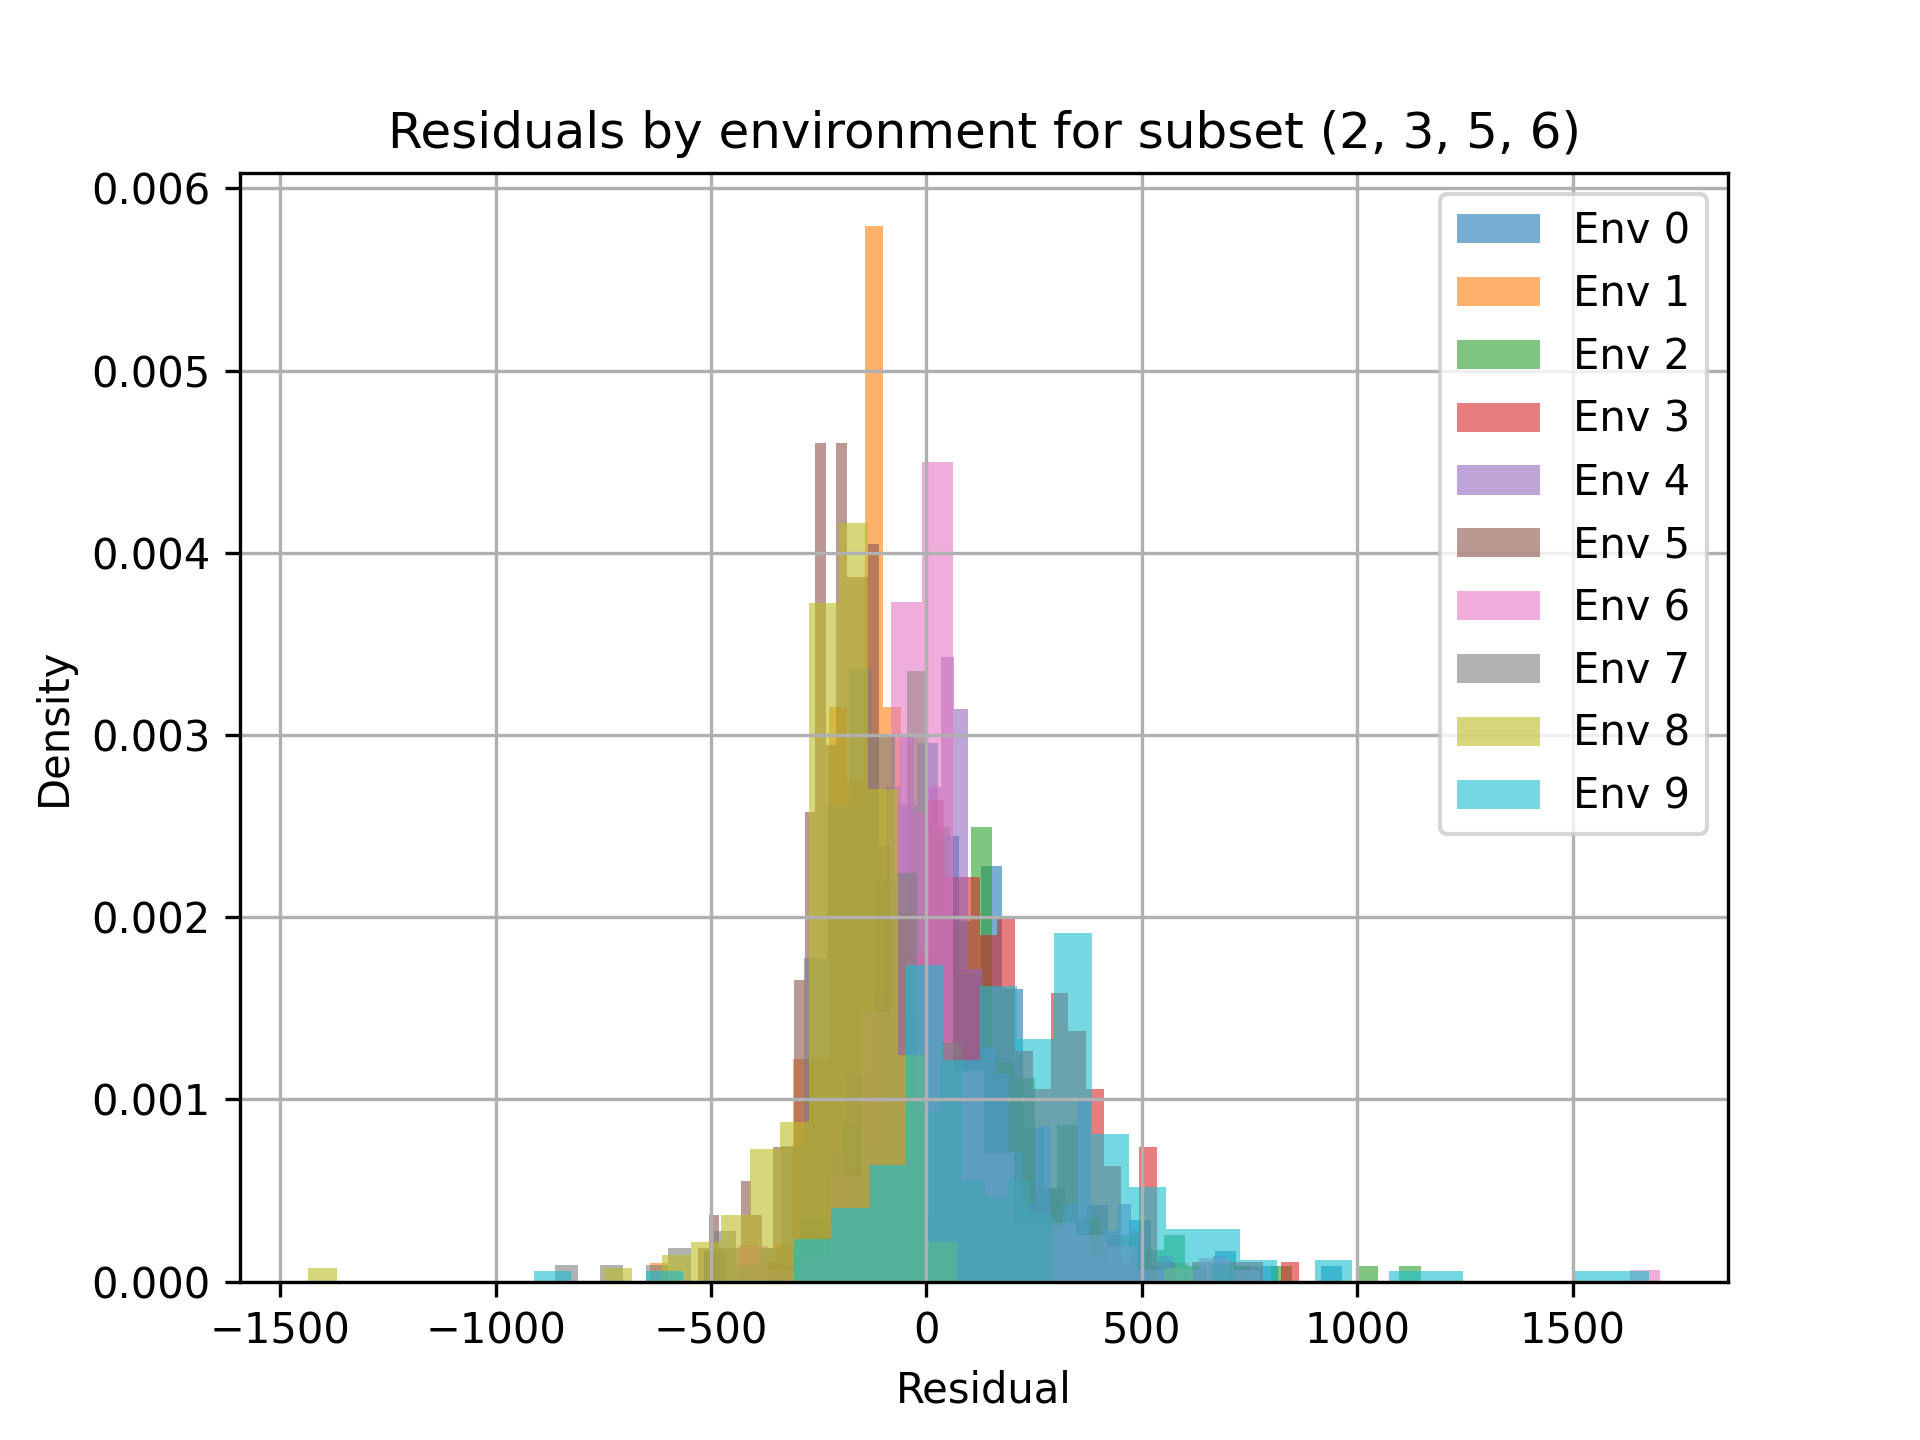 Residuals by environment for subset (2, 3, 5, 6)
0.006
0.005
0.004
0.003
0.002
0.001
0.000
Density
−1500
−1000
−500
0
500
1000
1500
Residual
Env 0
Env 1
Env 2
Env 3
Env 4
Env 5
Env 6
Env 7
Env 8
Env 9